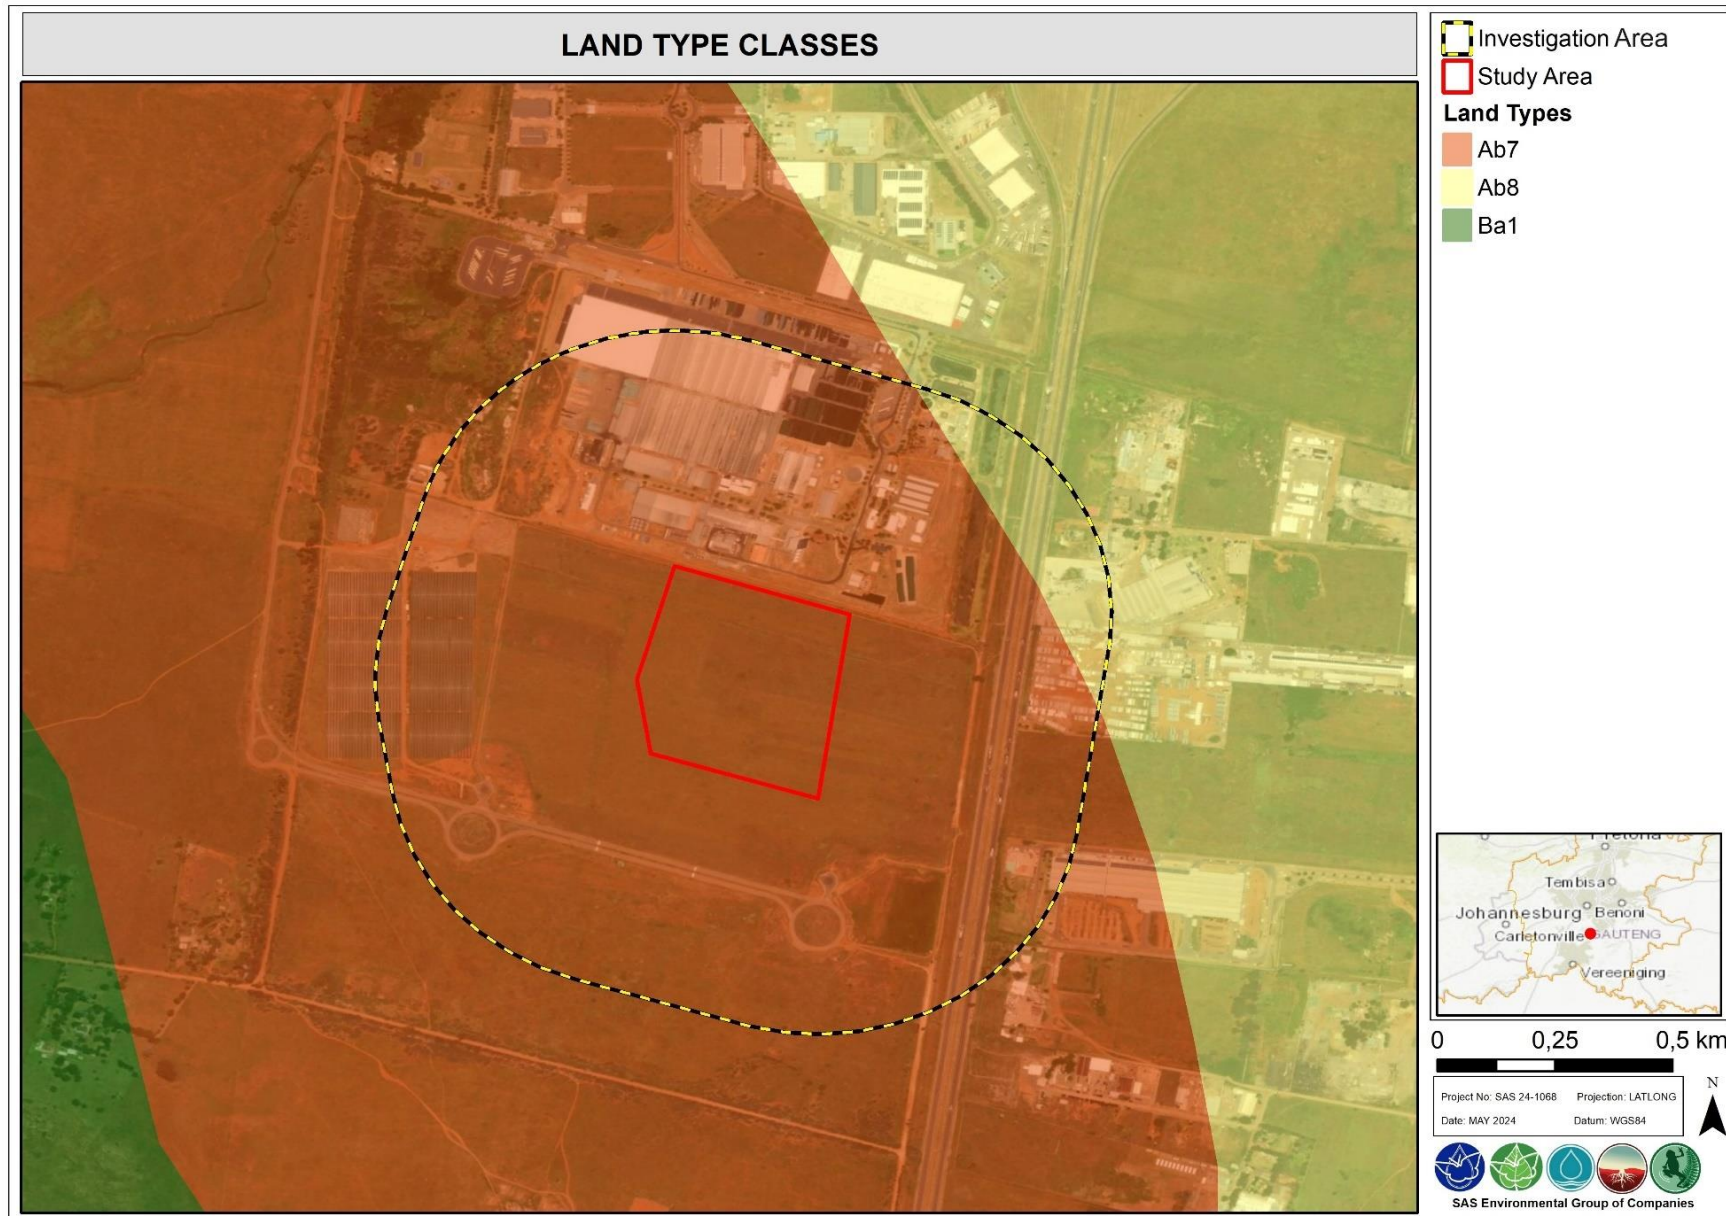 LAND TYPE CLASSES
Investigation Area
Study Area
Land Types
Ab7
Ab8
Ba1
Pretoria
Tembisa
Johannesburg Benoni
Carletonville GAUTENG
Vereeniging
0 0,25 0,5 km
Project No: SAS 24-1068 Projection: LATLONG
Date: MAY 2024 Datum: WGS84
N
SAS Environmental Group of Companies